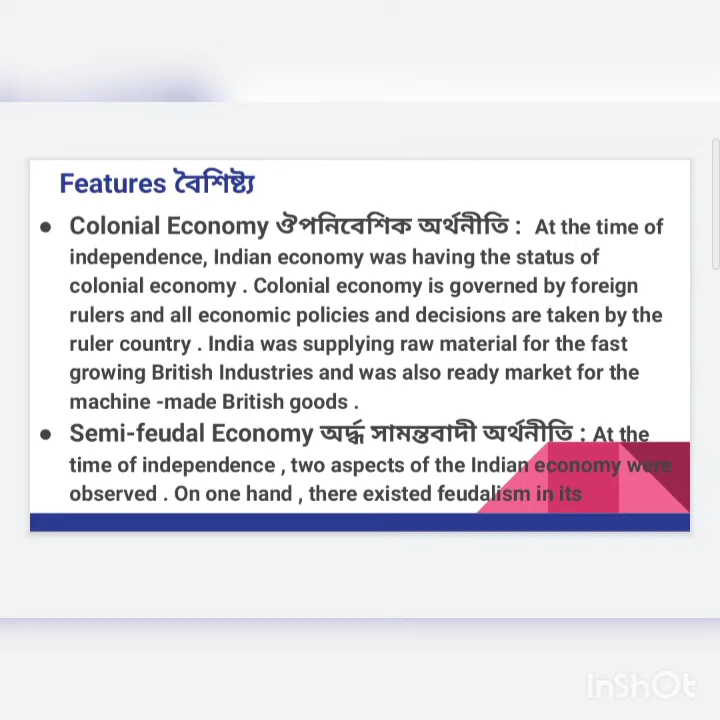 Features বৈশিষ্ট্য
● Colonial Economy ঔপনিবেশিক অর্থনীতি : At the time of
independence, Indian economy was having the status of
colonial economy . Colonial economy is governed by foreign
rulers and all economic policies and decisions are taken by the
ruler country . India was supplying raw material for the fast
growing British Industries and was also ready market for the
machine -made British goods .
● Semi-feudal Economy অর্দ্ধ সামন্তবাদী অর্থনীতি : At the
time of independence , two aspects of the Indian economy were
observed . On one hand , there existed feudalism in its
InShOt